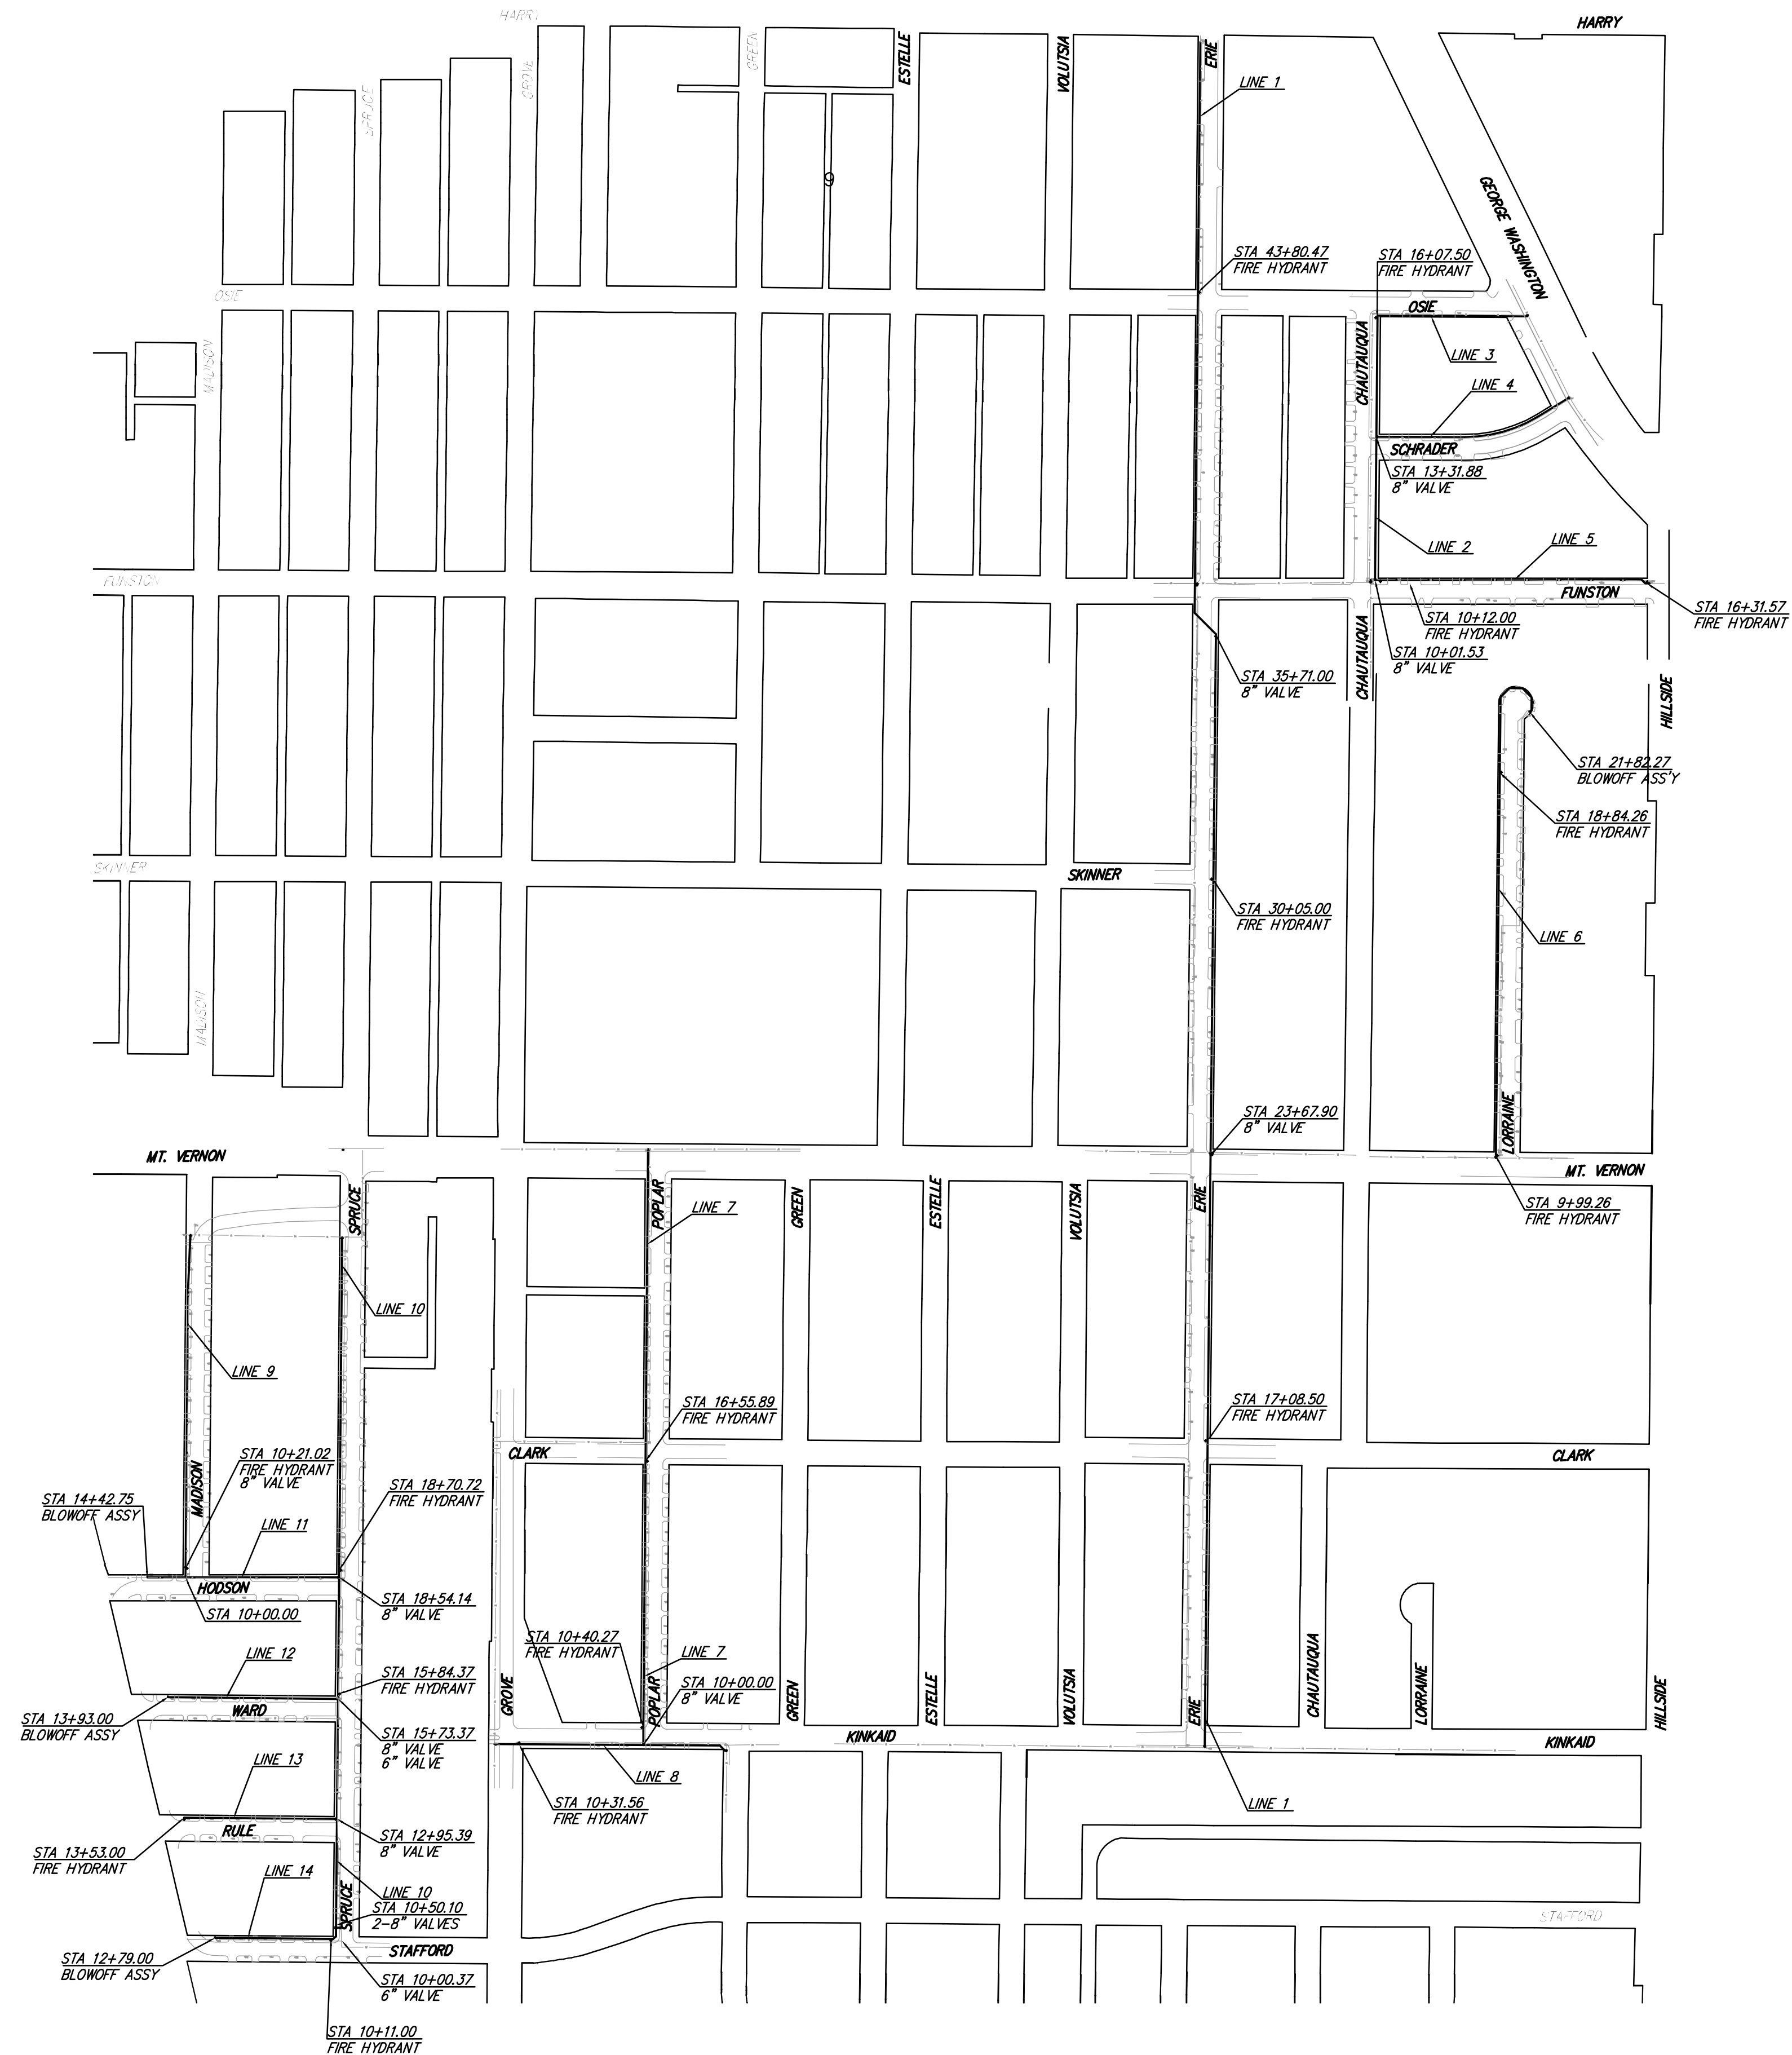 HARRY
HARRY
GREEN
ESTELLE
VOLUTSIA
ERIE
GROVE
SPRUCE
LINE 1
9
GEORGE WASHINGTON
STA 43+80.47
FIRE HYDRANT
STA 16+07.50
FIRE HYDRANT
OSIE
OSIE
MADISON
CHAUTAUQUA
LINE 3
LINE 4
SCHRADER
STA 13+31.88
8" VALVE
LINE 2
LINE 5
FUNSTON
FUNSTON
STA 16+31.57
FIRE HYDRANT
STA 10+12.00
FIRE HYDRANT
STA 10+01.53
8" VALVE
CHAUTAUQUA
STA 35+71.00
8" VALVE
HILLSIDE
STA 21+82.27
BLOWOFF ASS'Y
STA 18+84.26
FIRE HYDRANT
SKINNER
SKINNER
STA 30+05.00
FIRE HYDRANT
LINE 6
MADISON
STA 23+67.90
8" VALVE
LORRAINE
MT. VERNON
MT. VERNON
SPRUCE
POPLAR
GREEN
ESTELLE
VOLUTSIA
ERIE
STA 9+99.26
FIRE HYDRANT
LINE 7
LINE 10
LINE 9
STA 16+55.89
FIRE HYDRANT
STA 17+08.50
FIRE HYDRANT
CLARK
CLARK
STA 10+21.02
FIRE HYDRANT
8" VALVE
MADISON
STA 18+70.72
FIRE HYDRANT
STA 14+42.75
BLOWOFF ASSY
LINE 11
HODSON
STA 18+54.14
8" VALVE
STA 10+00.00
STA 10+40.27
FIRE HYDRANT
LINE 12
LINE 7
STA 15+84.37
FIRE HYDRANT
STA 10+00.00
8" VALVE
GROVE
POPLAR
GREEN
ESTELLE
VOLUTSIA
ERIE
CHAUTAUQUA
LORRAINE
HILLSIDE
WARD
STA 13+93.00
BLOWOFF ASSY
STA 15+73.37
8" VALVE
6" VALVE
KINKAID
KINKAID
LINE 13
LINE 8
STA 10+31.56
FIRE HYDRANT
LINE 1
RULE
STA 12+95.39
8" VALVE
STA 13+53.00
FIRE HYDRANT
LINE 14
LINE 10
STA 10+50.10
2-8" VALVES
SPRUCE
STAFFORD
STAFFORD
STA 12+79.00
BLOWOFF ASSY
STA 10+00.37
6" VALVE
STA 10+11.00
FIRE HYDRANT